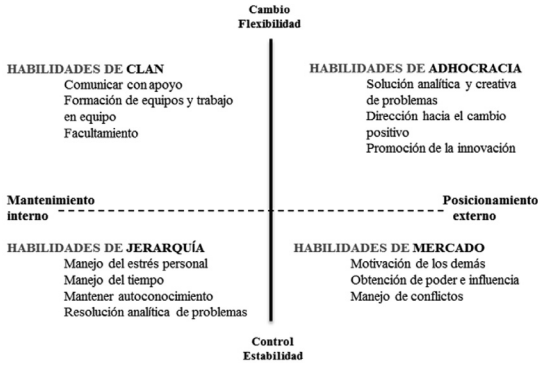 Cambio
Flexibilidad
HABILIDADES DE CLAN
Comunicar con apoyo
Formación de equipos y trabajo
en equipo
Facultamiento
HABILIDADES DE ADHOCRACIA
Solución analítica y creativa
de problemas
Dirección hacia el cambio
positivo
Promoción de la innovación
Mantenimiento
interno
Posicionamiento
externo
HABILIDADES DE JERARQUÍA
Manejo del estrés personal
Manejo del tiempo
Mantener autoconocimiento
Resolución analítica de problemas
HABILIDADES DE MERCADO
Motivación de los demás
Obtención de poder e influencia
Manejo de conflictos
Control
Estabilidad